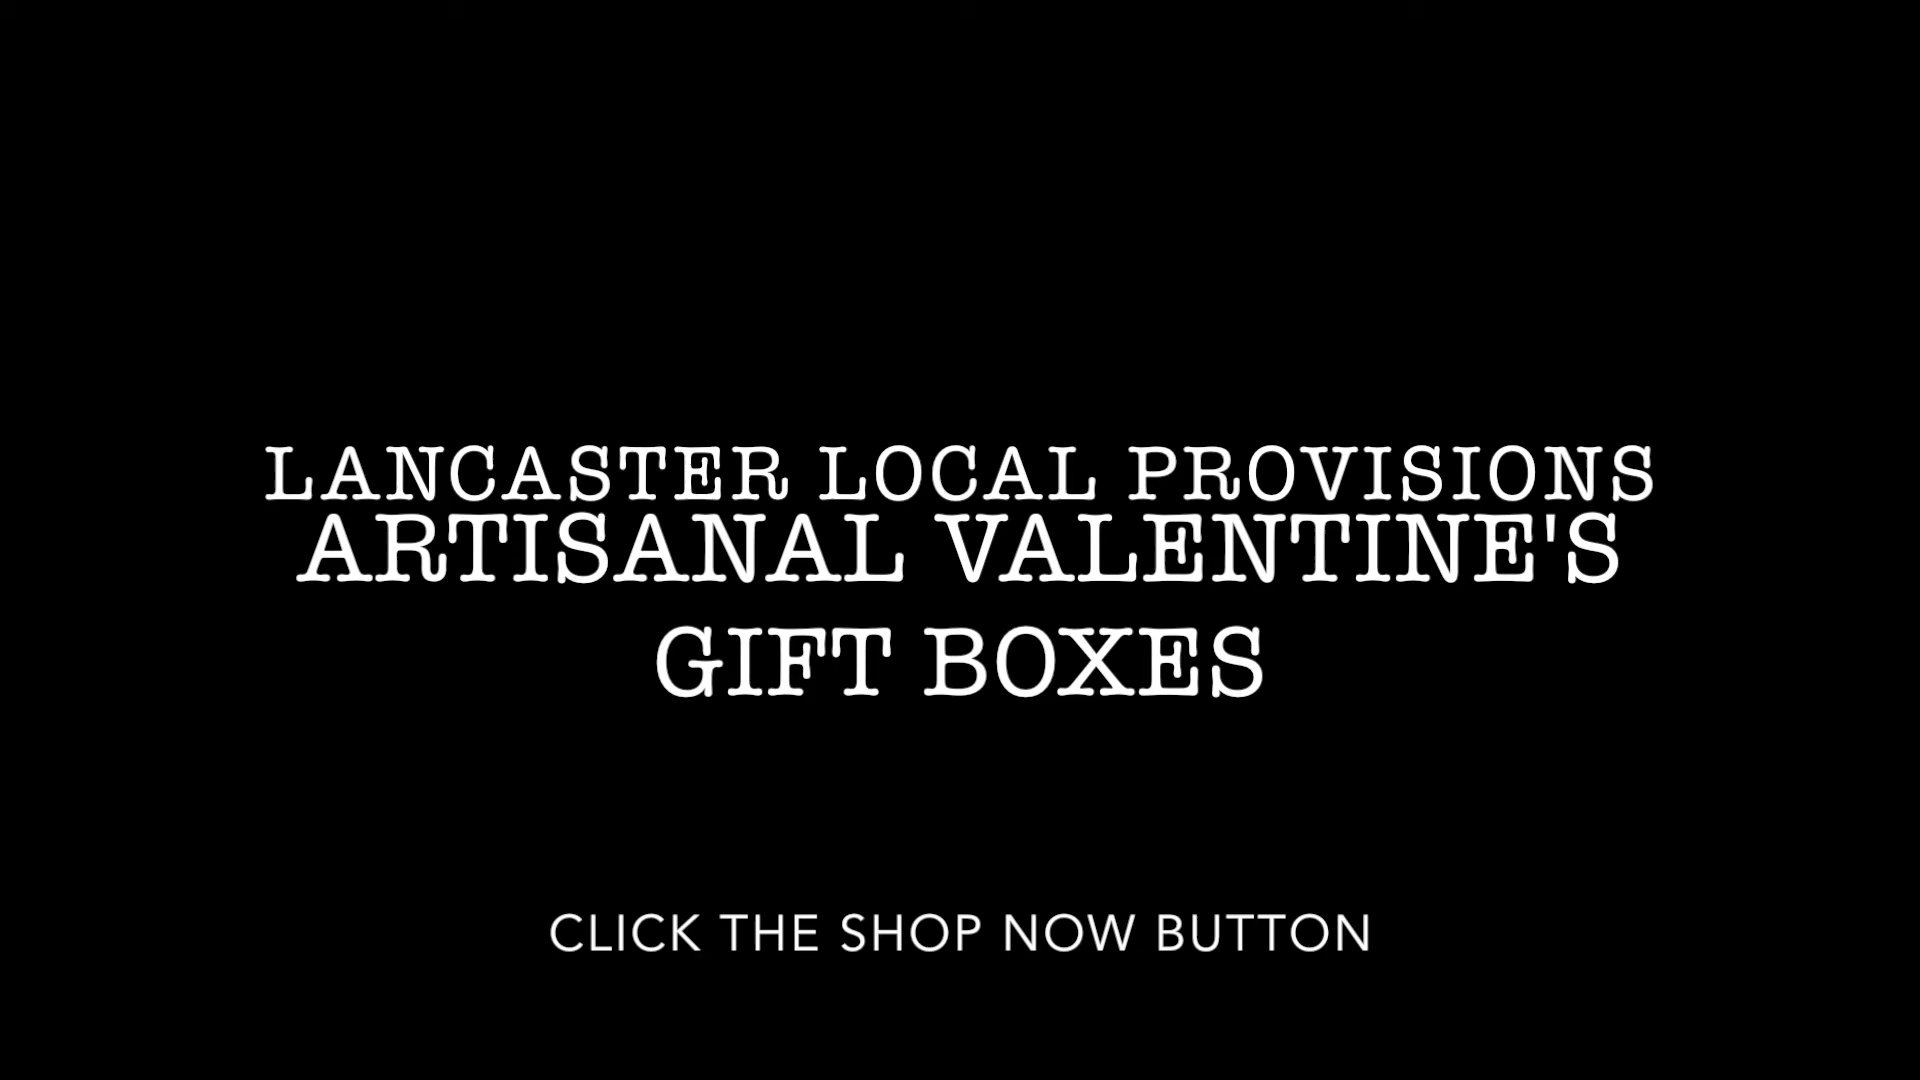 LANCASTER LOCAL PROVISIONS
ARTISANAL VALENTINE'S
GIFT BOXES
CLICK THE SHOP NOW BUTTON